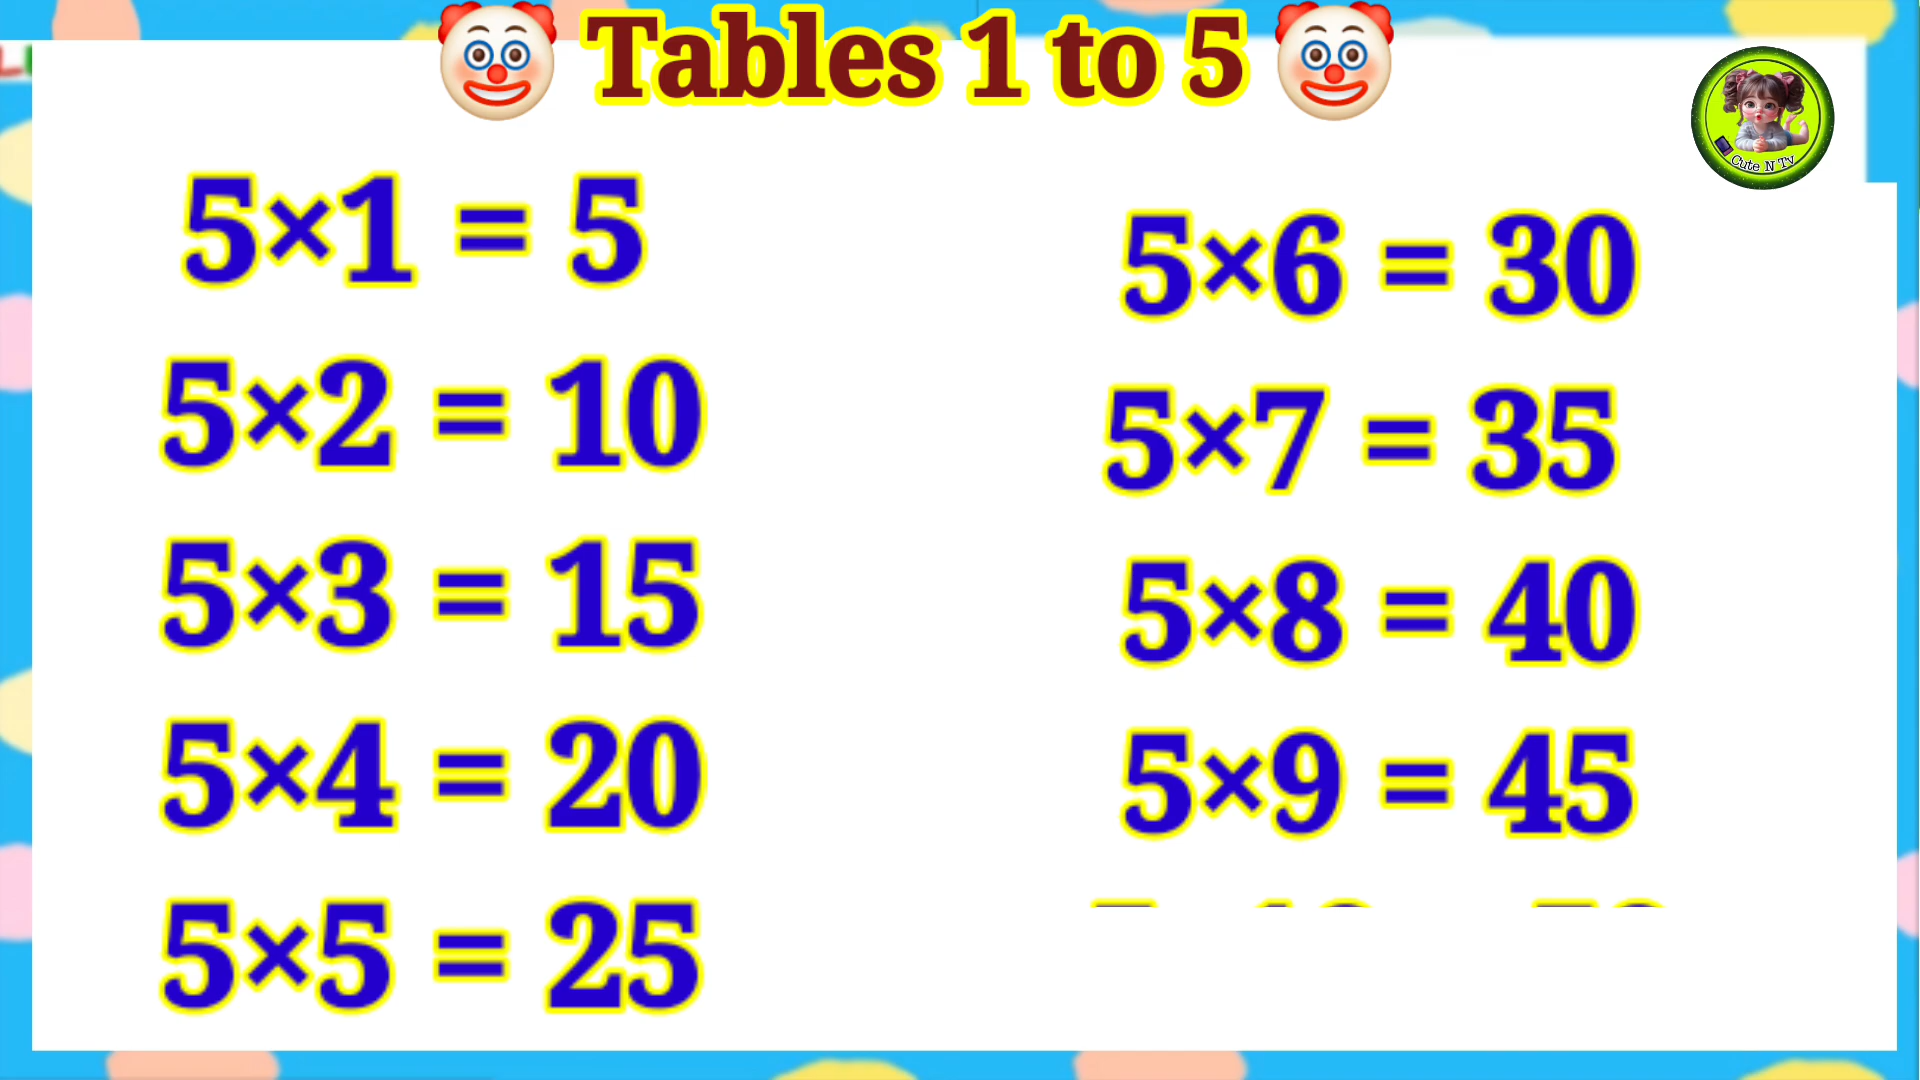 Tables 1 to 5
Cute N Tv
5×1 = 5
5×2 = 10
5×3 = 15
5×4 = 20
5×5 = 25
5×6 = 30
5×7 = 35
5×8 = 40
5×9 = 45